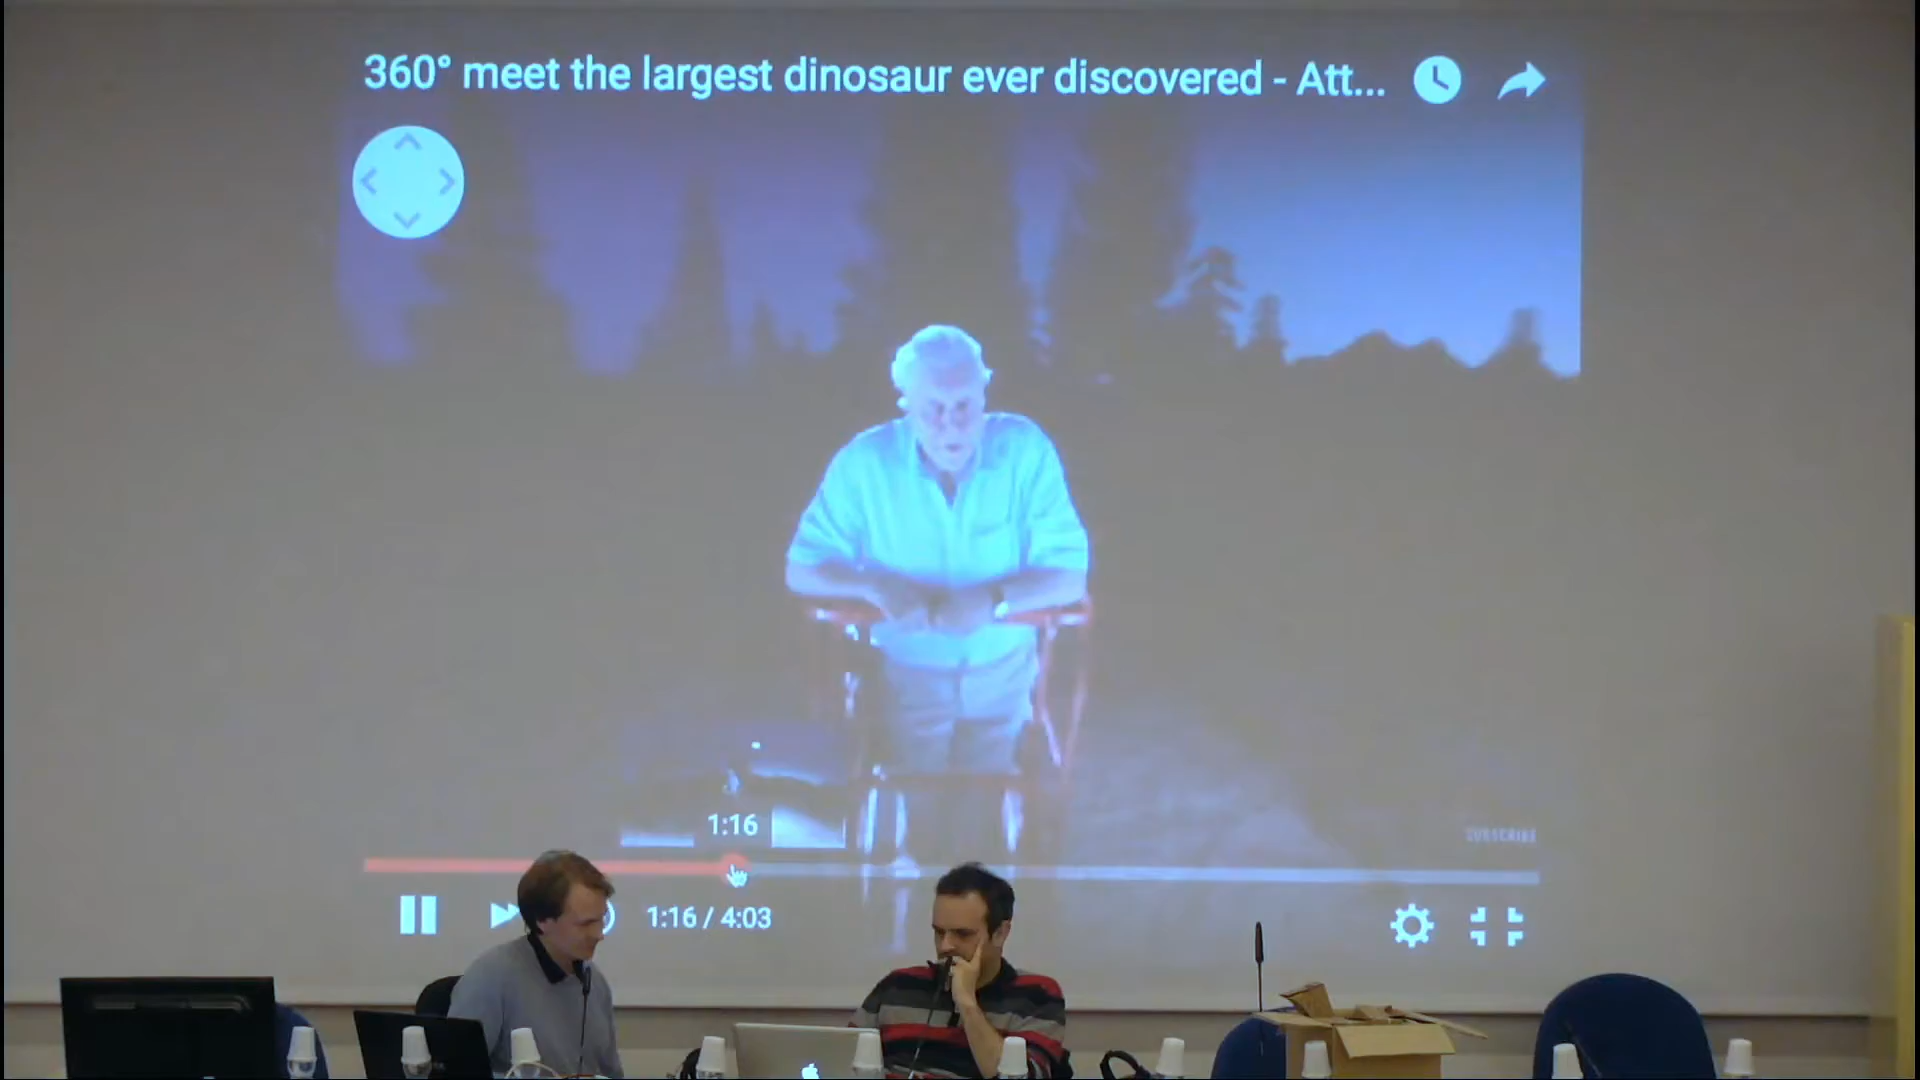 360° meet the largest dinosaur ever discovered - Att...
1:16
SUBSCRIBE
1:16 / 4:03